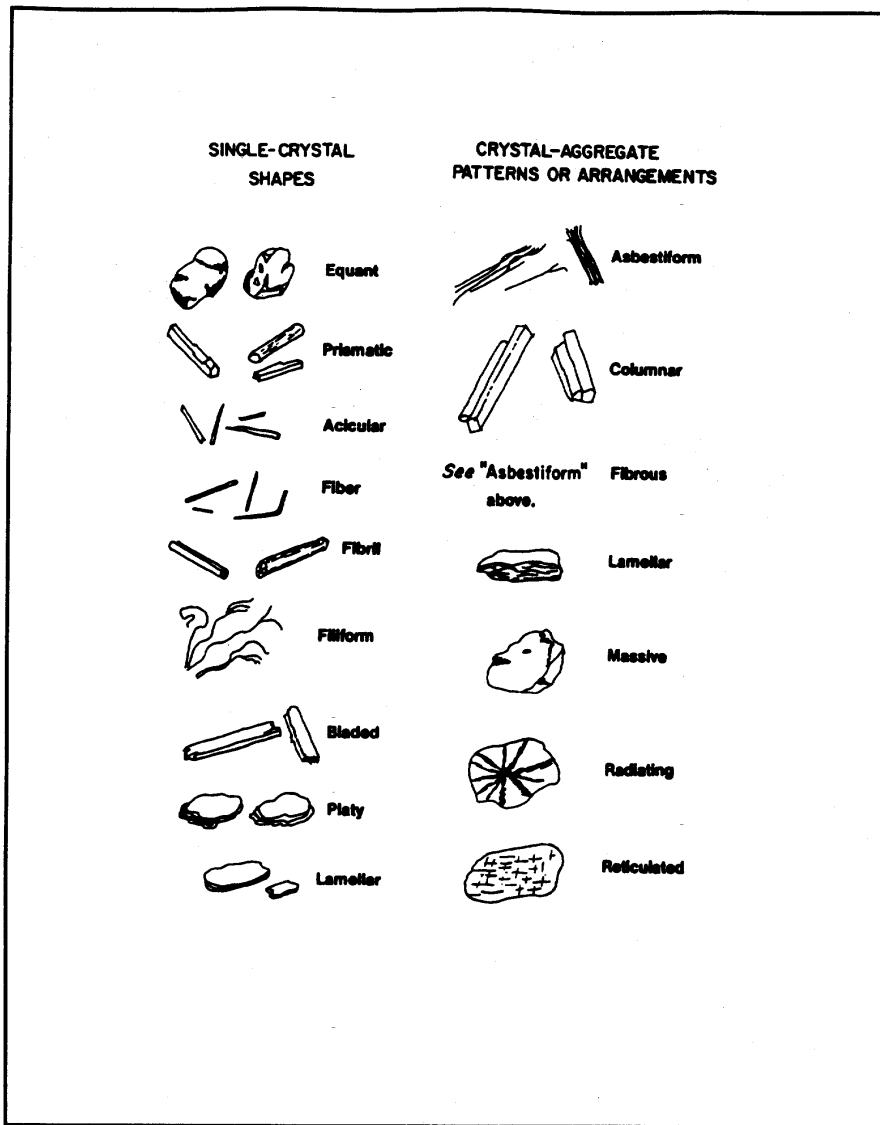 SINGLE-CRYSTAL
SHAPES
Equant
Prismatic
Acicular
Fiber
Fibril
Filiform
Bladed
Platy
Lamellar
CRYSTAL-AGGREGATE
PATTERNS OR ARRANGEMENTS
Asbestiform
Columnar
See "Asbestiform" Fibrous
above.
Lamellar
Massive
Radiating
Reticulated